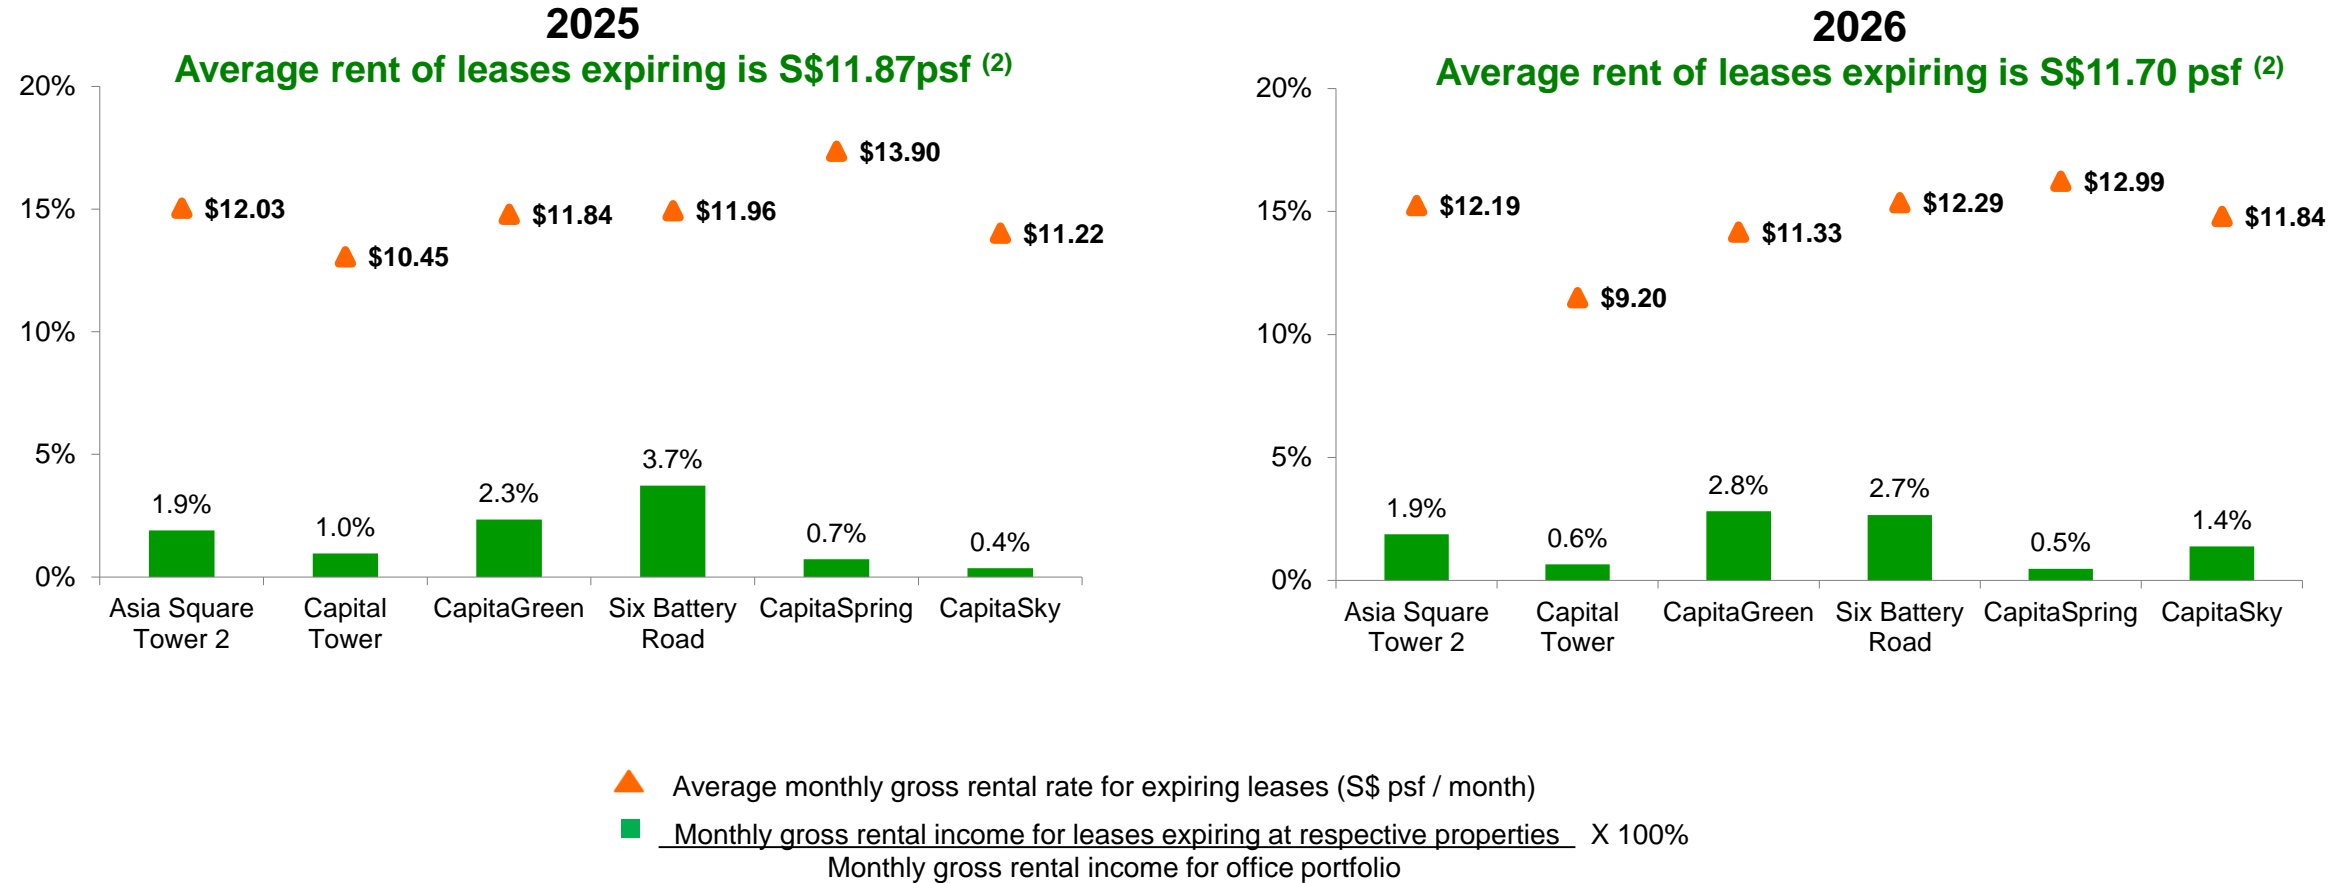 2025
Average rent of leases expiring is S$11.87psf (2)
20%
15%
10%
5%
0%
$12.03
$10.45
$11.84
$11.96
$13.90
$11.22
1.9%
1.0%
2.3%
3.7%
0.7%
0.4%
Asia Square
Tower 2
Capital
Tower
CapitaGreen
Six Battery
Road
CapitaSpring
CapitaSky
2026
Average rent of leases expiring is S$11.70 psf (2)
20%
15%
10%
5%
0%
$12.19
$9.20
$11.33
$12.29
$12.99
$11.84
1.9%
0.6%
2.8%
2.7%
0.5%
1.4%
Asia Square
Tower 2
Capital
Tower
CapitaGreen
Six Battery
Road
CapitaSpring
CapitaSky
Average monthly gross rental rate for expiring leases (S$ psf / month)
Monthly gross rental income for leases expiring at respective properties X 100%
Monthly gross rental income for office portfolio